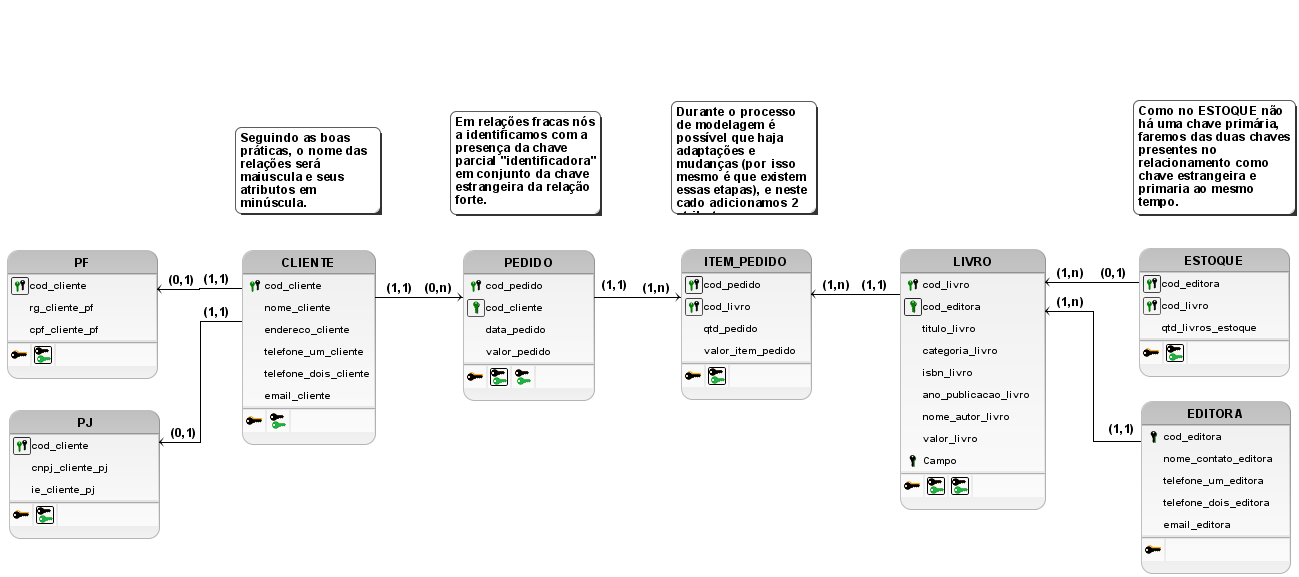 Seguindo as boas
práticas, o nome das
relações será
maiúscula e seus
atributos em
minúscula.
Em relações fracas nós
a identificamos com a
presença da chave
parcial "identificadora"
em conjunto da chave
estrangeira da relação
forte.
Durante o processo
de modelagem é
possível que haja
adaptações e
mudanças (por isso
mesmo é que existem
essas etapas), e neste
cado adicionamos 2
Como no ESTOQUE não
há uma chave primária,
faremos das duas chaves
presentes no
relacionamento como
chave estrangeira e
primaria ao mesmo
tempo.
PF
cod_cliente
rg_cliente_pf
cpf_cliente_pf
(0,1) (1,1)
(1,1)
(0,1)
PJ
cod_cliente
cnpj_cliente_pj
ie_cliente_pj
CLIENTE
cod_cliente
nome_cliente
endereco_cliente
telefone_um_cliente
telefone_dois_cliente
email_cliente
(1,1) (0,n)
PEDIDO
cod_pedido
cod_cliente
data_pedido
valor_pedido
(1,1) (1,n)
ITEM_PEDIDO
cod_pedido
cod_livro
qtd_pedido
valor_item_pedido
(1,n) (1,1)
LIVRO
cod_livro
cod_editora
titulo_livro
categoria_livro
isbn_livro
ano_publicacao_livro
nome_autor_livro
valor_livro
Campo
(1,n) (0,1)
(1,n)
(1,1)
ESTOQUE
cod_editora
cod_livro
qtd_livros_estoque
EDITORA
cod_editora
nome_contato_editora
telefone_um_editora
telefone_dois_editora
email_editora